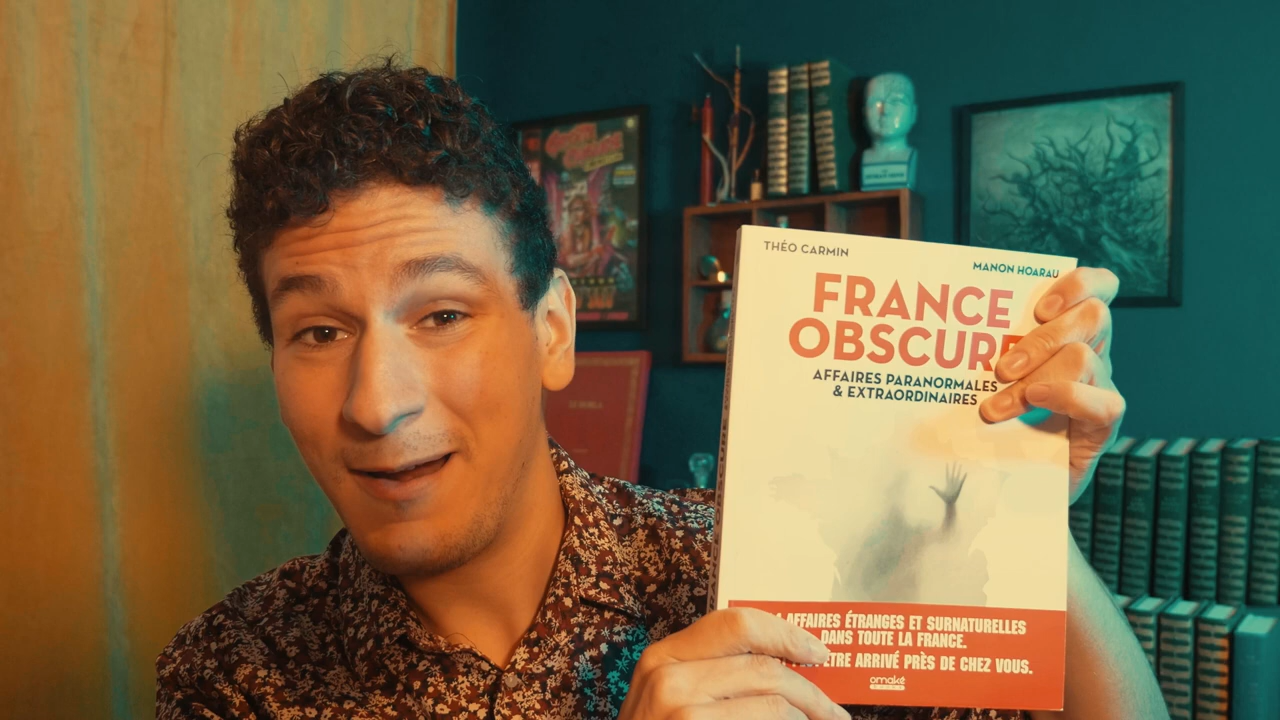 THÉO CARMIN
MANON HOARAU
FRANCE
OBSCURE
AFFAIRES PARANORMALES
& EXTRAORDINAIRES
AFFAIRES ÉTRANGES ET SURNATURELLES
DANS TOUTE LA FRANCE.
ÊTRE ARRIVÉ PRÈS DE CHEZ VOUS.
omaké
BOOKS